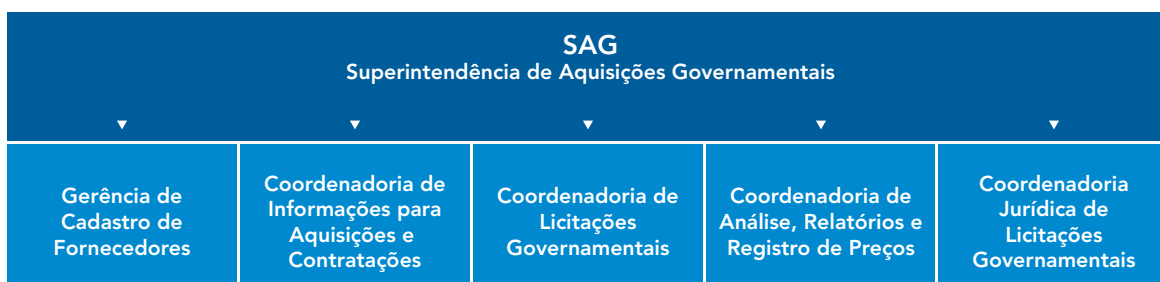 SAG
Superintendência de Aquisições Governamentais
Gerência de
Cadastro de
Fornecedores
Coordenadoria de
Informações para
Aquisições e
Contratações
Coordenadoria de
Licitações
Governamentais
Coordenadoria de
Análise, Relatórios e
Registro de Preços
Coordenadoria
Jurídica de
Licitações
Governamentais